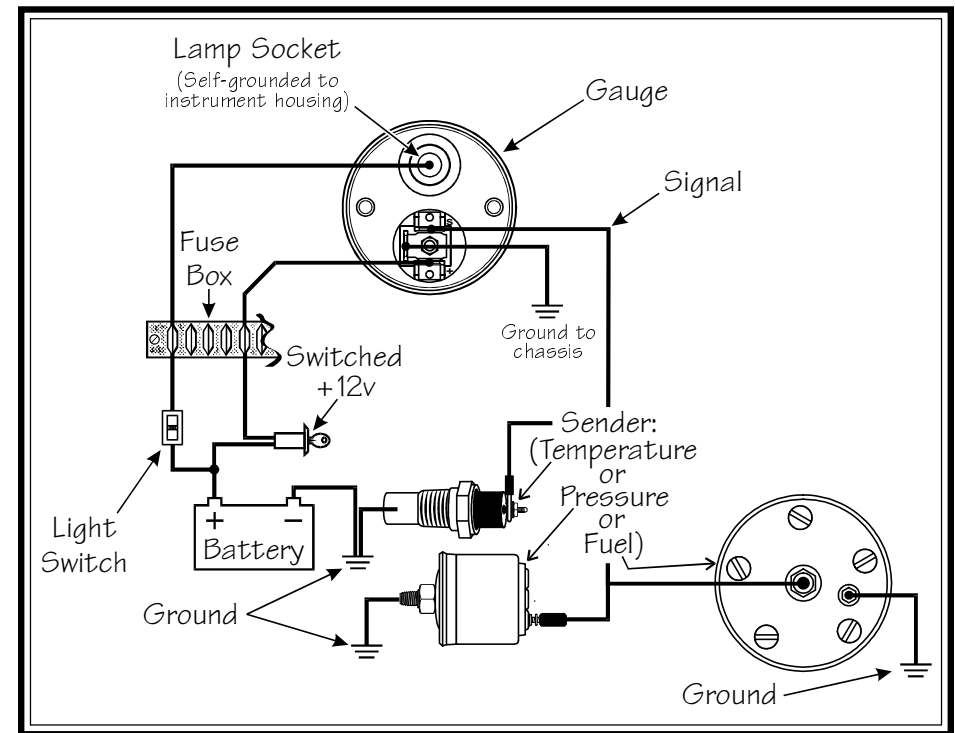 Lamp Socket
(Self-grounded to
instrument housing)
Gauge
Signal
S
+
Fuse
Box
Ground to
chassis
Switched
+12v
Sender:
(Temperature
or
Pressure
or
Fuel)
+ −
Battery
Light
Switch
Ground
Ground